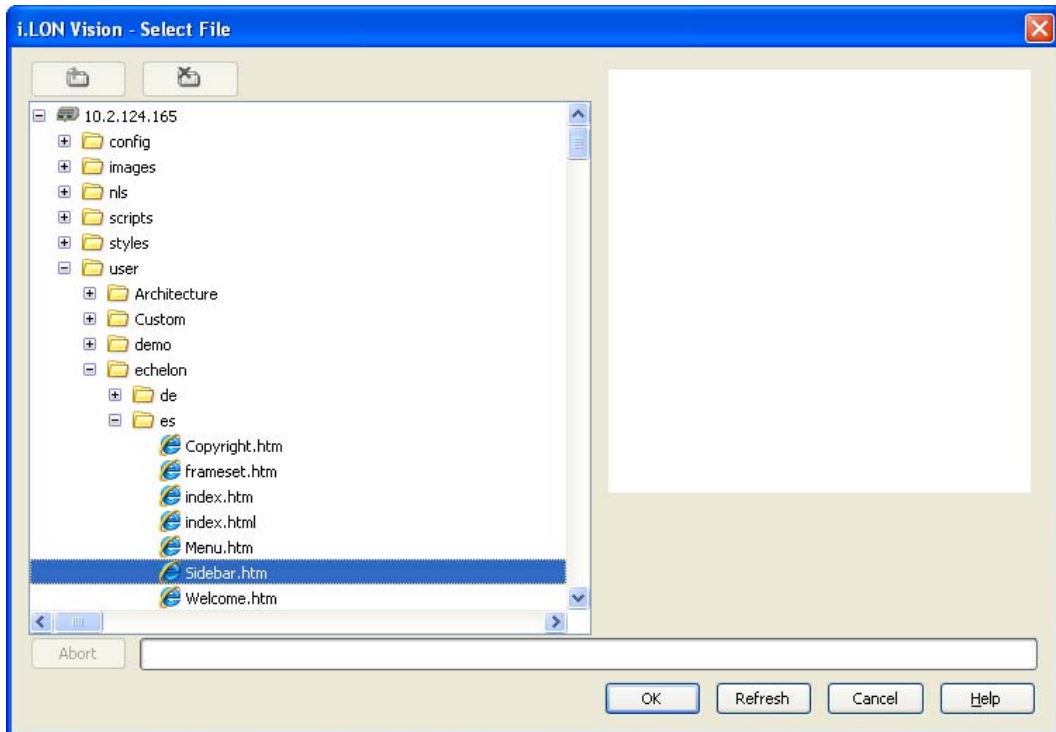 i.LON Vision - Select File
10.2.124.165
config
images
nls
scripts
styles
user
Architecture
Custom
demo
echelon
de
es
Copyright.htm
frameset.htm
index.htm
index.html
Menu.htm
Sidebar.htm
Welcome.htm
Abort
OK Refresh Cancel Help